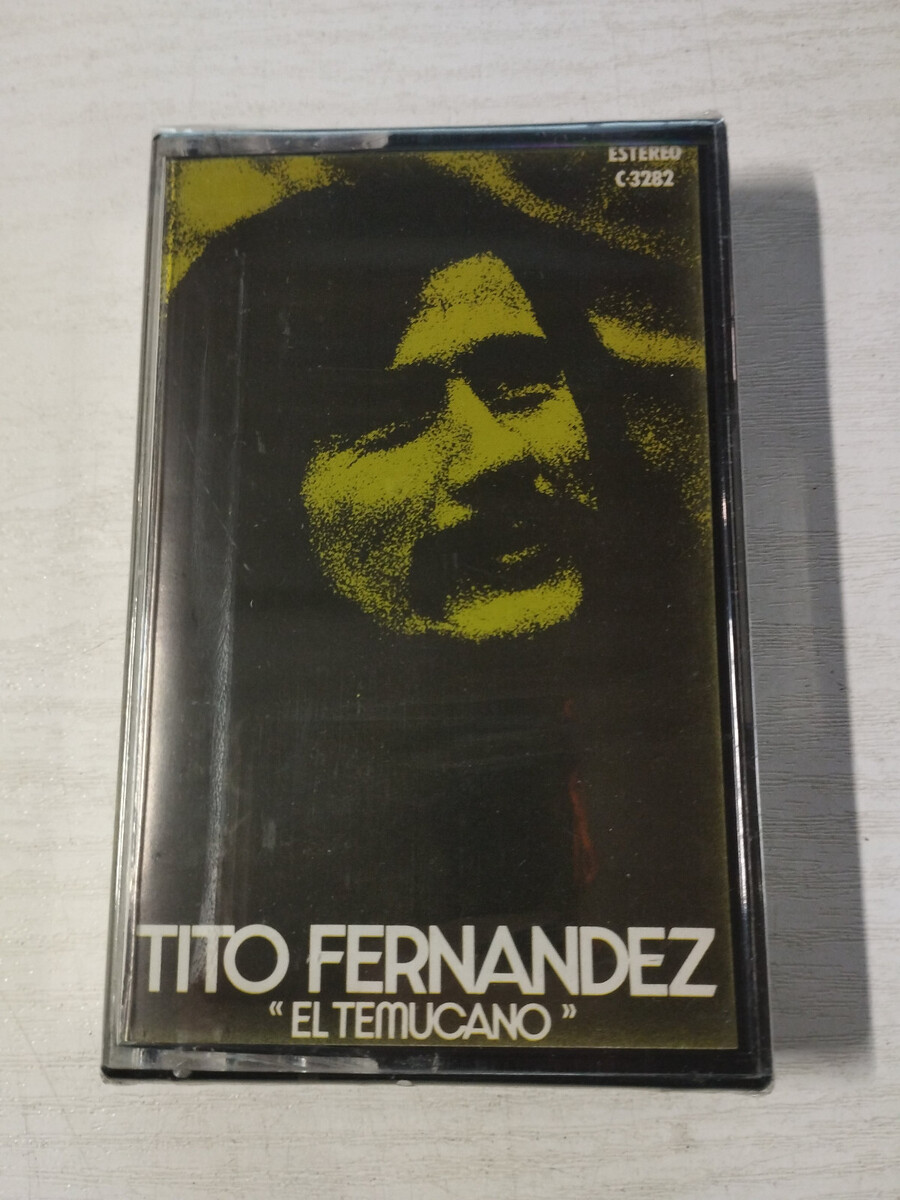 ESTEREO
C-3282
TITO FERNANDEZ
“ EL TEMUCANO ”